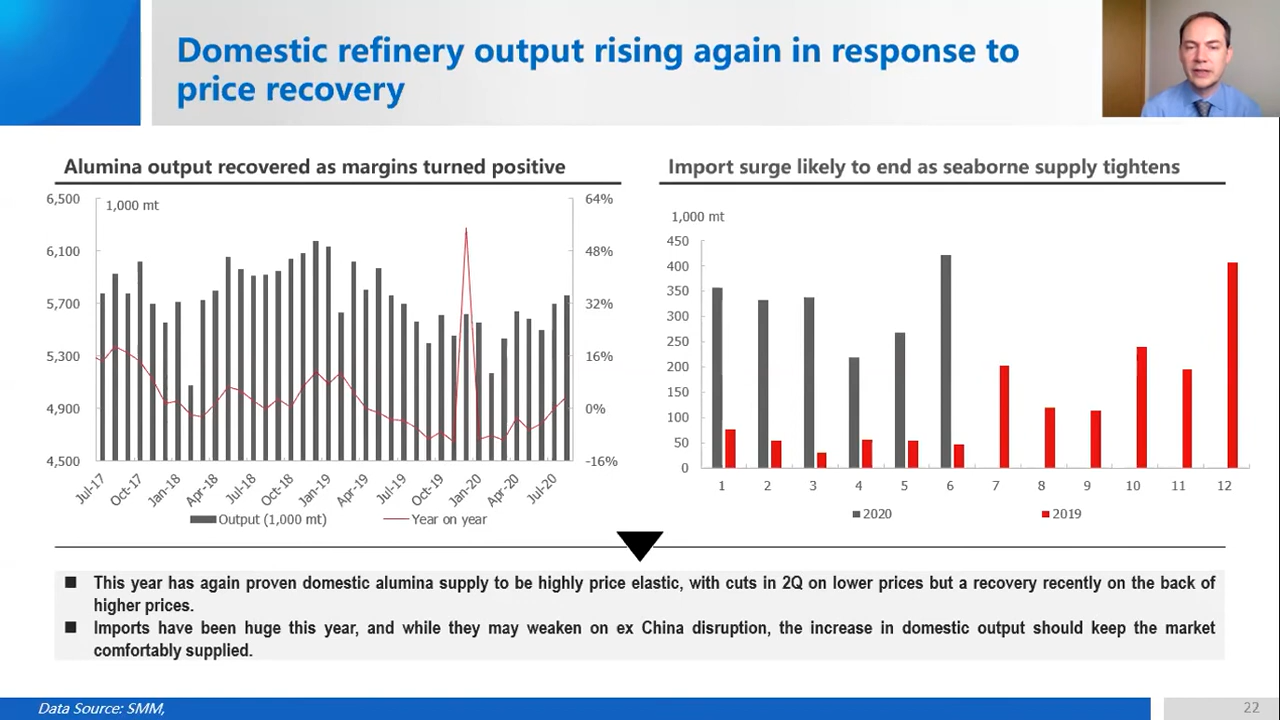 Domestic refinery output rising again in response to
price recovery
Alumina output recovered as margins turned positive
1,000 mt
6,500
6,100
5,700
5,300
4,900
4,500
64%
48%
32%
16%
0%
-16%
Jul-17
Oct-17
Jan-18
Apr-18
Jul-18
Oct-18
Jan-19
Apr-19
Jul-19
Oct-19
Jan-20
Apr-20
Jul-20
Output (1,000 mt)
Year on year
Import surge likely to end as seaborne supply tightens
1,000 mt
450
400
350
300
250
200
150
100
50
0
1 2 3 4 5 6 7 8 9 10 11 12
2020
2019
This year has again proven domestic alumina supply to be highly price elastic, with cuts in 2Q on lower prices but a recovery recently on the back of
higher prices.
Imports have been huge this year, and while they may weaken on ex China disruption, the increase in domestic output should keep the market
comfortably supplied.
Data Source: SMM,
22